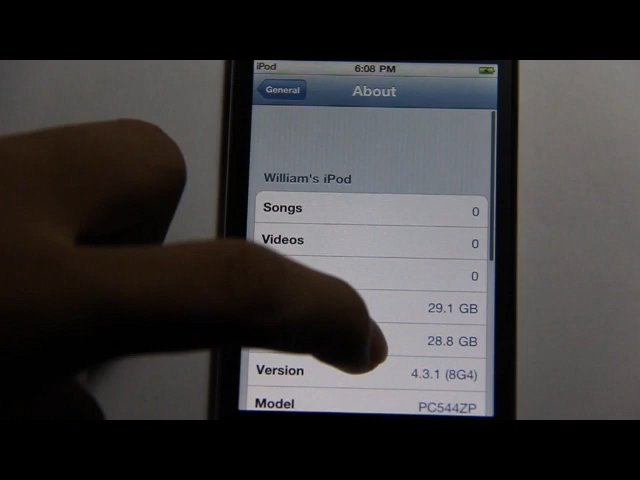 iPod 6:08 PM
General About
William's iPod
Songs 0
Videos 0
0
29.1 GB
28.8 GB
Version 4.3.1 (8G4)
Model PC544ZP